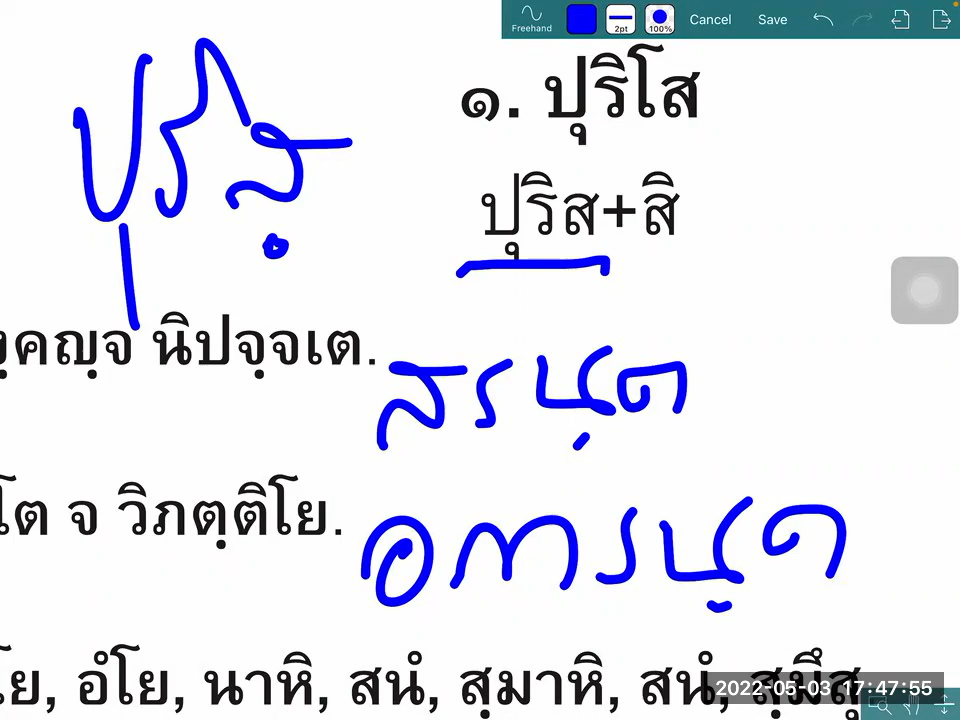 Freehand 2pt 100% Cancel Save
๑. ปุริโส
ปุริส+สิ
ปุริสฺ
คญฺจ นิปจฺจเต.
สรนฺต
โต จ วิภตฺติโย.
อการนฺต
โย, อํโย, นาหิ, สนํ, สฺมาหิ, สนํ, สฺมึสุ
2022-05-03 17:47:55